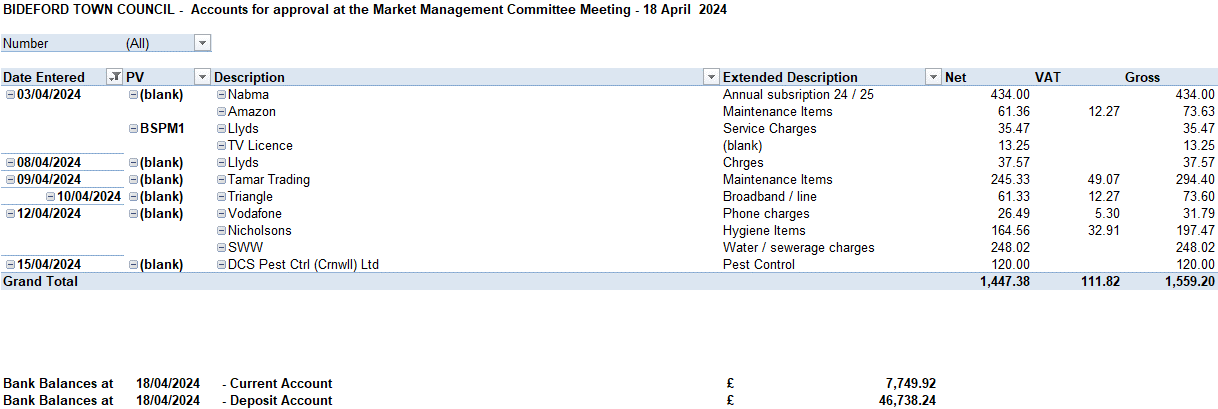 BIDEFORD TOWN COUNCIL - Accounts for approval at the Market Management Committee Meeting - 18 April 2024
Number (All)
Date Entered PV Description Extended Description Net VAT Gross
03/04/2024 (blank) Nabma Annual subsription 24 / 25 434.00 434.00
Amazon Maintenance Items 61.36 12.27 73.63
BSPM1 Llyds Service Charges 35.47 35.47
TV Licence (blank) 13.25 13.25
08/04/2024 (blank) Llyds Chrges 37.57 37.57
09/04/2024 (blank) Tamar Trading Maintenance Items 245.33 49.07 294.40
10/04/2024 (blank) Triangle Broadband / line 61.33 12.27 73.60
12/04/2024 (blank) Vodafone Phone charges 26.49 5.30 31.79
Nicholsons Hygiene Items 164.56 32.91 197.47
SWW Water / sewerage charges 248.02 248.02
15/04/2024 (blank) DCS Pest Ctrl (Crnwll) Ltd Pest Control 120.00 120.00
Grand Total 1,447.38 111.82 1,559.20
Bank Balances at 18/04/2024 - Current Account £ 7,749.92
Bank Balances at 18/04/2024 - Deposit Account £ 46,738.24